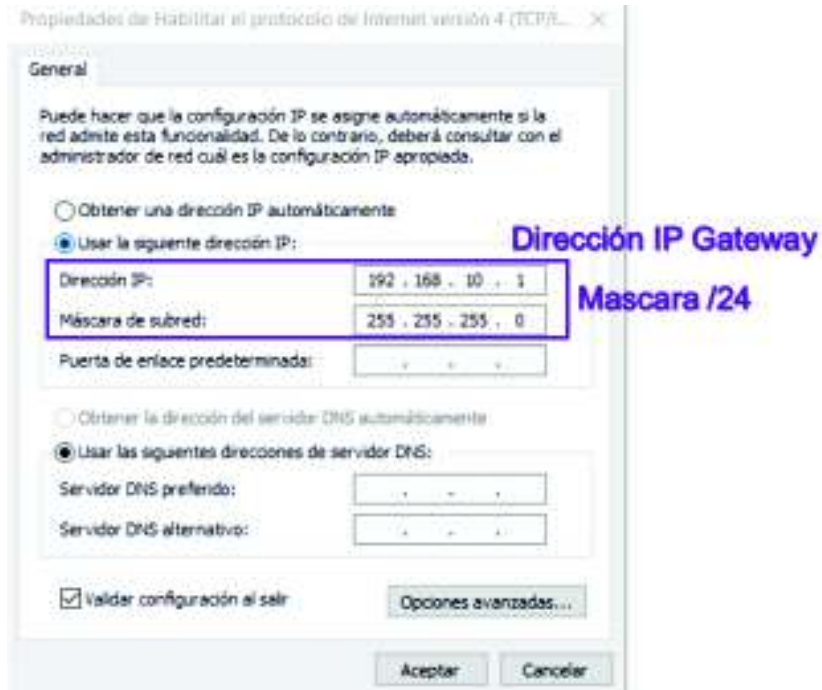 Propiedades de Habilitar el protocolo de Internet versión 4 (TCP/I...
General
Puede hacer que la configuración IP se asigne automáticamente si la
red admite esta funcionalidad. De lo contrario, deberá consultar con el
administrador de red cuál es la configuración IP apropiada.
Obtener una dirección IP automáticamente
Usar la siguiente dirección IP:
Dirección IP Gateway
Dirección IP: 192 . 168 . 10 . 1
Mascara /24
Máscara de subred: 255 . 255 . 255 . 0
Puerta de enlace predeterminada: . . .
Obtener la dirección del servidor DNS automáticamente
Usar las siguientes direcciones de servidor DNS:
Servidor DNS preferido: . . .
Servidor DNS alternativo: . . .
Validar configuración al salir
Opciones avanzadas...
Aceptar Cancelar